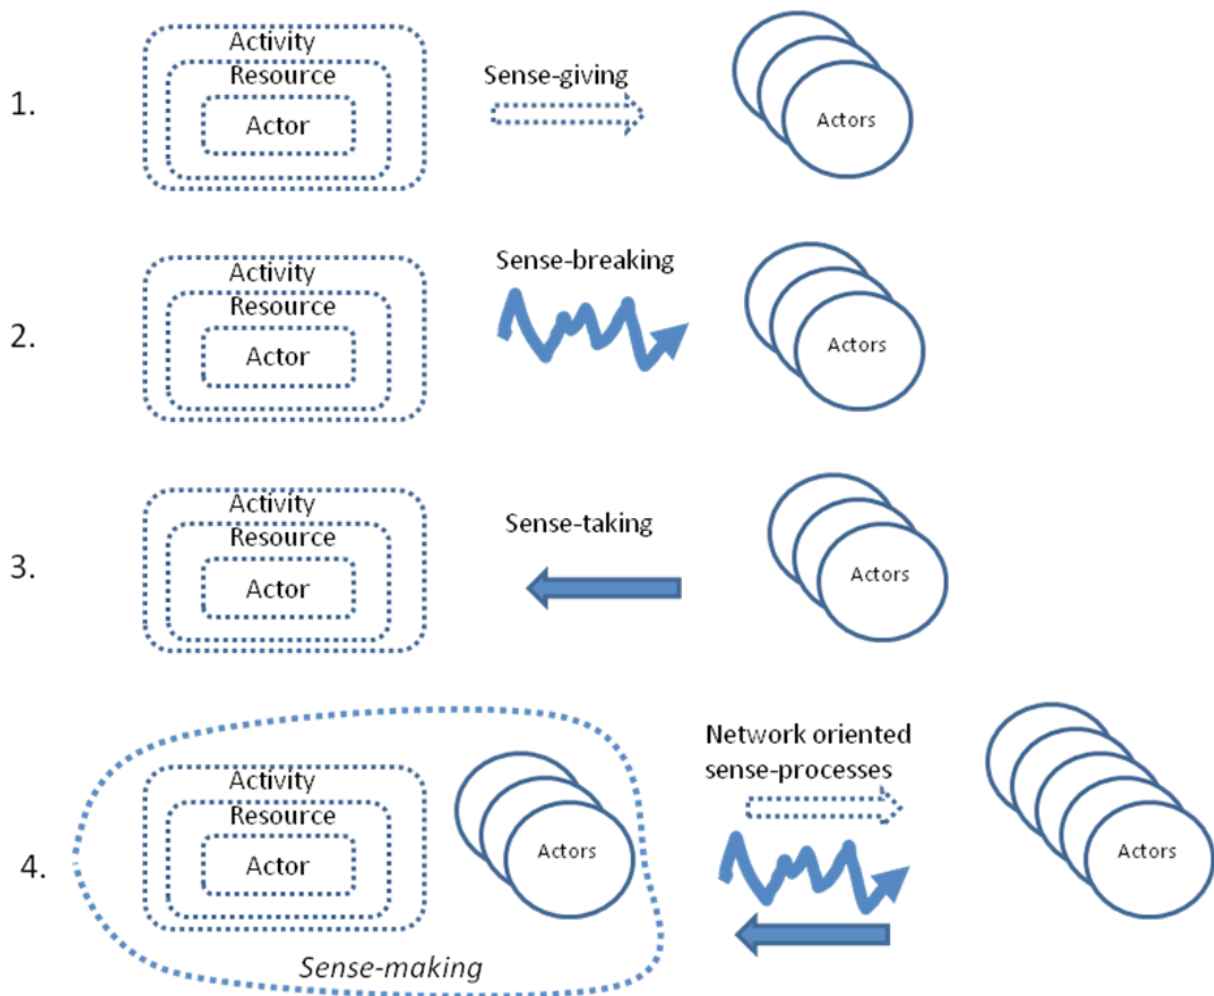 1.
Activity
Resource
Actor
Sense-giving
Actors
2.
Activity
Resource
Actor
Sense-breaking
Actors
3.
Activity
Resource
Actor
Sense-taking
Actors
4.
Activity
Resource
Actor
Actors
Sense-making
Network oriented
sense-processes
Actors